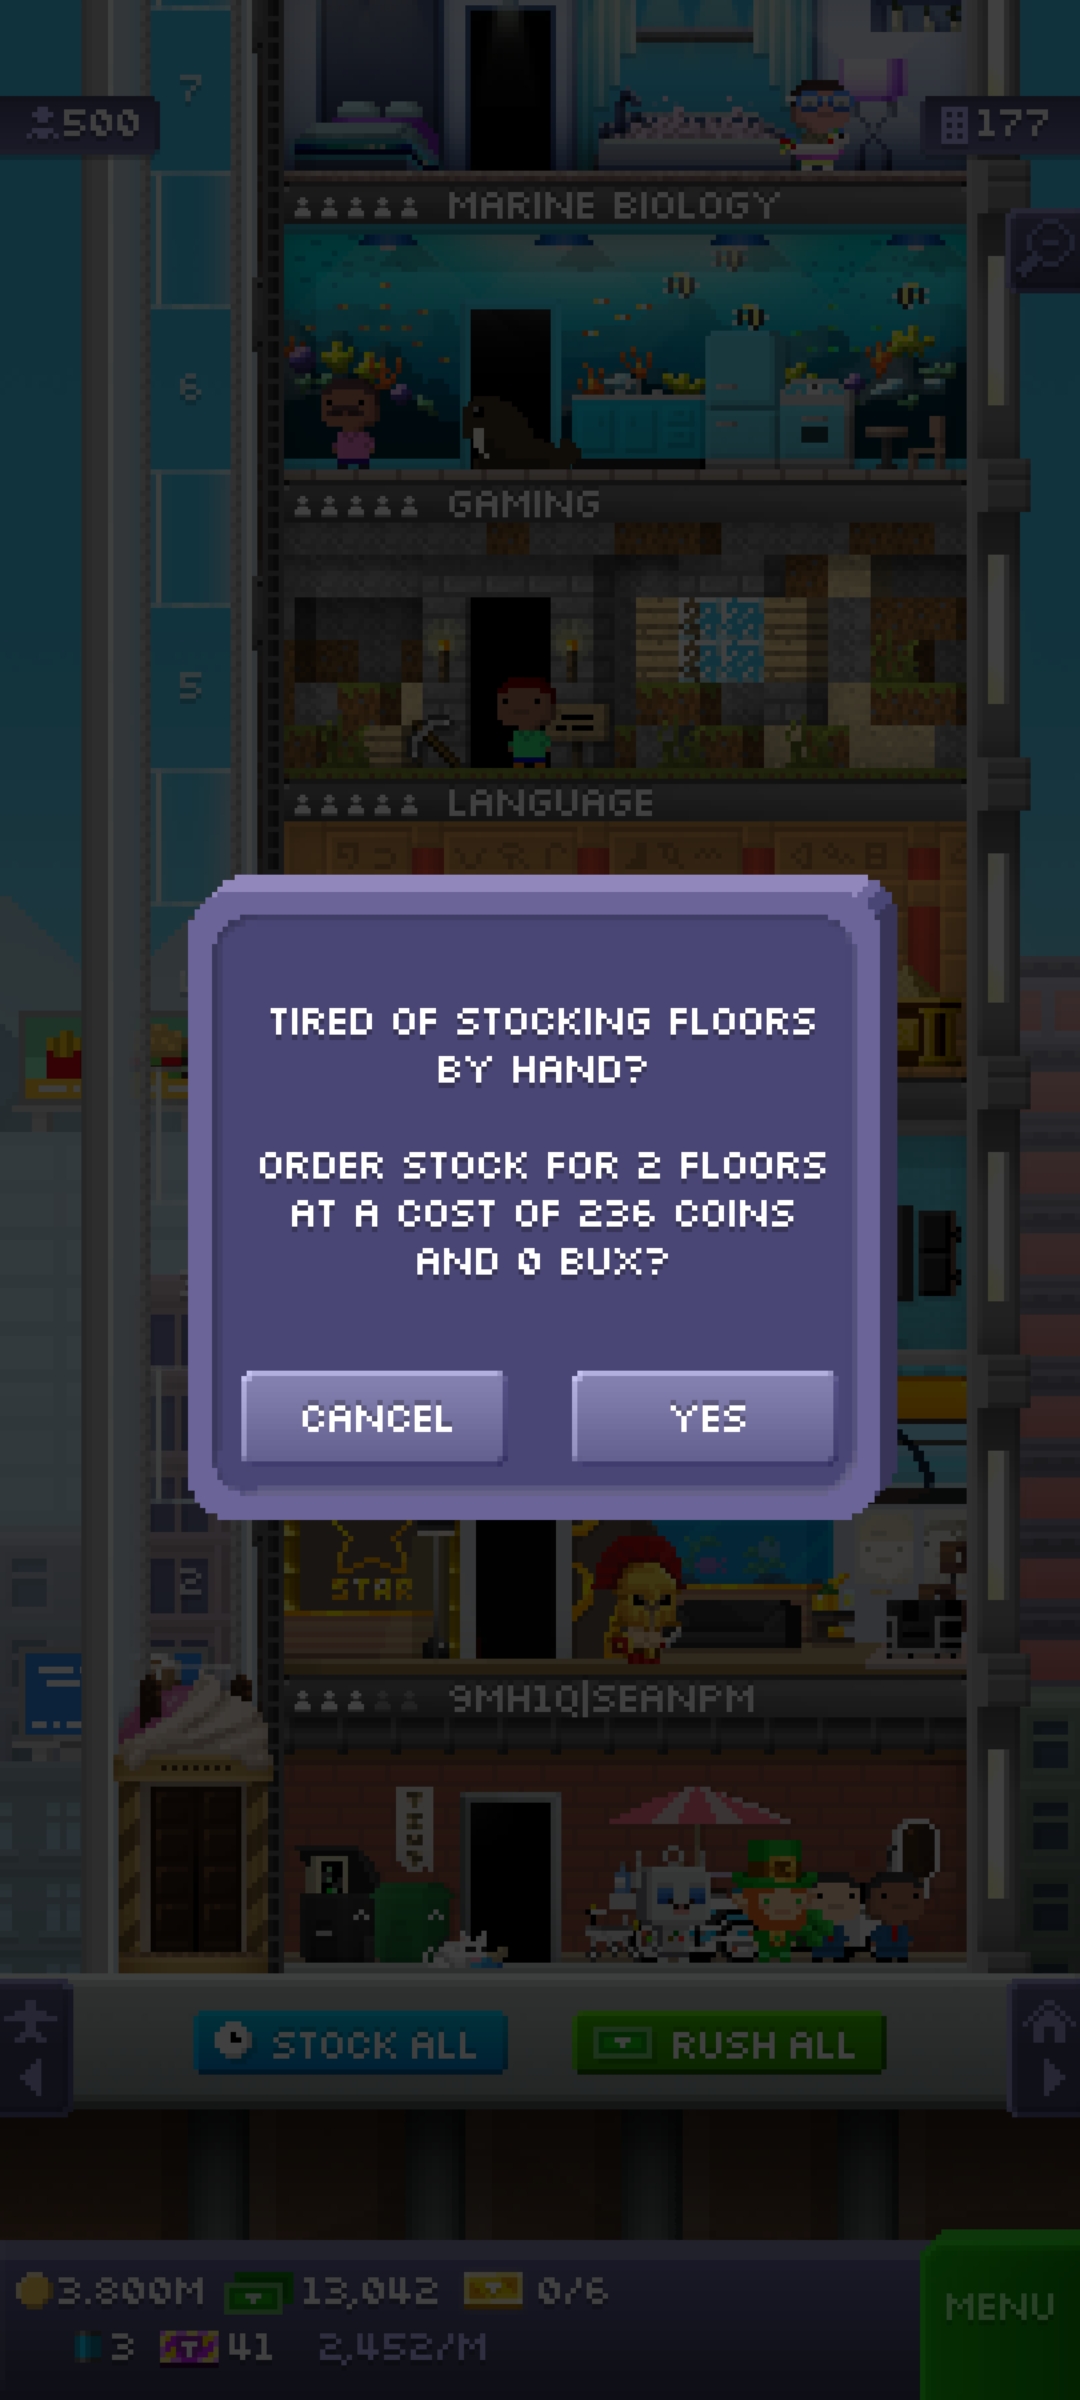 7
500
177
MARINE BIOLOGY
6
GAMING
5
LANGUAGE
TIRED OF STOCKING FLOORS
BY HAND?
ORDER STOCK FOR 2 FLOORS
AT A COST OF 236 COINS
AND 0 BUX?
CANCEL
YES
2
STAR
9MH1Q|SEANPM
STOCK ALL
RUSH ALL
3.800M
13,042
0/6
MENU
3
T
41
2,452/M